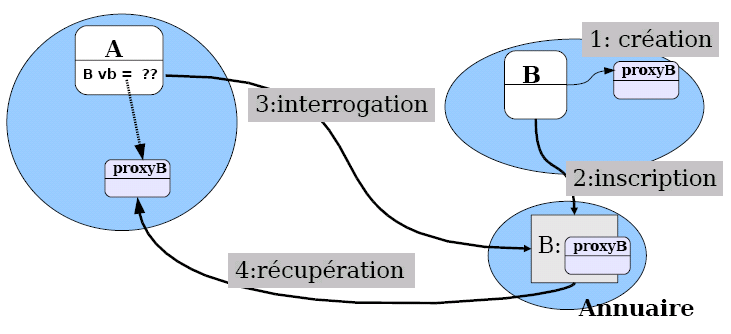 A
B vb = ??
proxyB
3:interrogation
1: création
B
proxyB
2:inscription
B:
proxyB
4:récupération
Annuaire